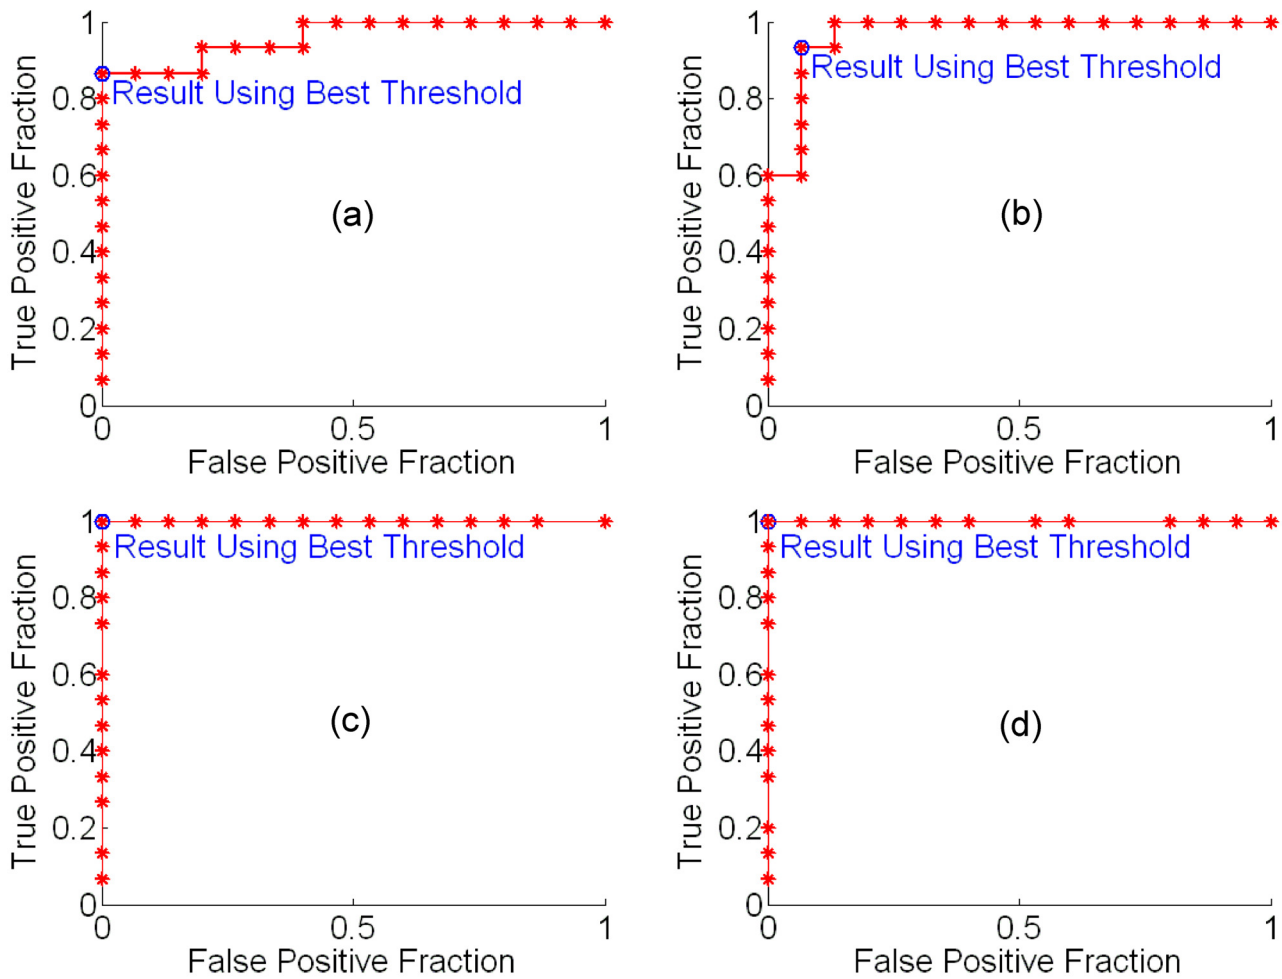 1
0.8
0.6
0.4
0.2
0
True Positive Fraction
Result Using Best Threshold
(a)
0
0.5
1
False Positive Fraction
1
0.8
0.6
0.4
0.2
0
True Positive Fraction
Result Using Best Threshold
(b)
0
0.5
1
False Positive Fraction
1
0.8
0.6
0.4
0.2
0
True Positive Fraction
Result Using Best Threshold
(c)
0
0.5
1
False Positive Fraction
1
0.8
0.6
0.4
0.2
0
True Positive Fraction
Result Using Best Threshold
(d)
0
0.5
1
False Positive Fraction